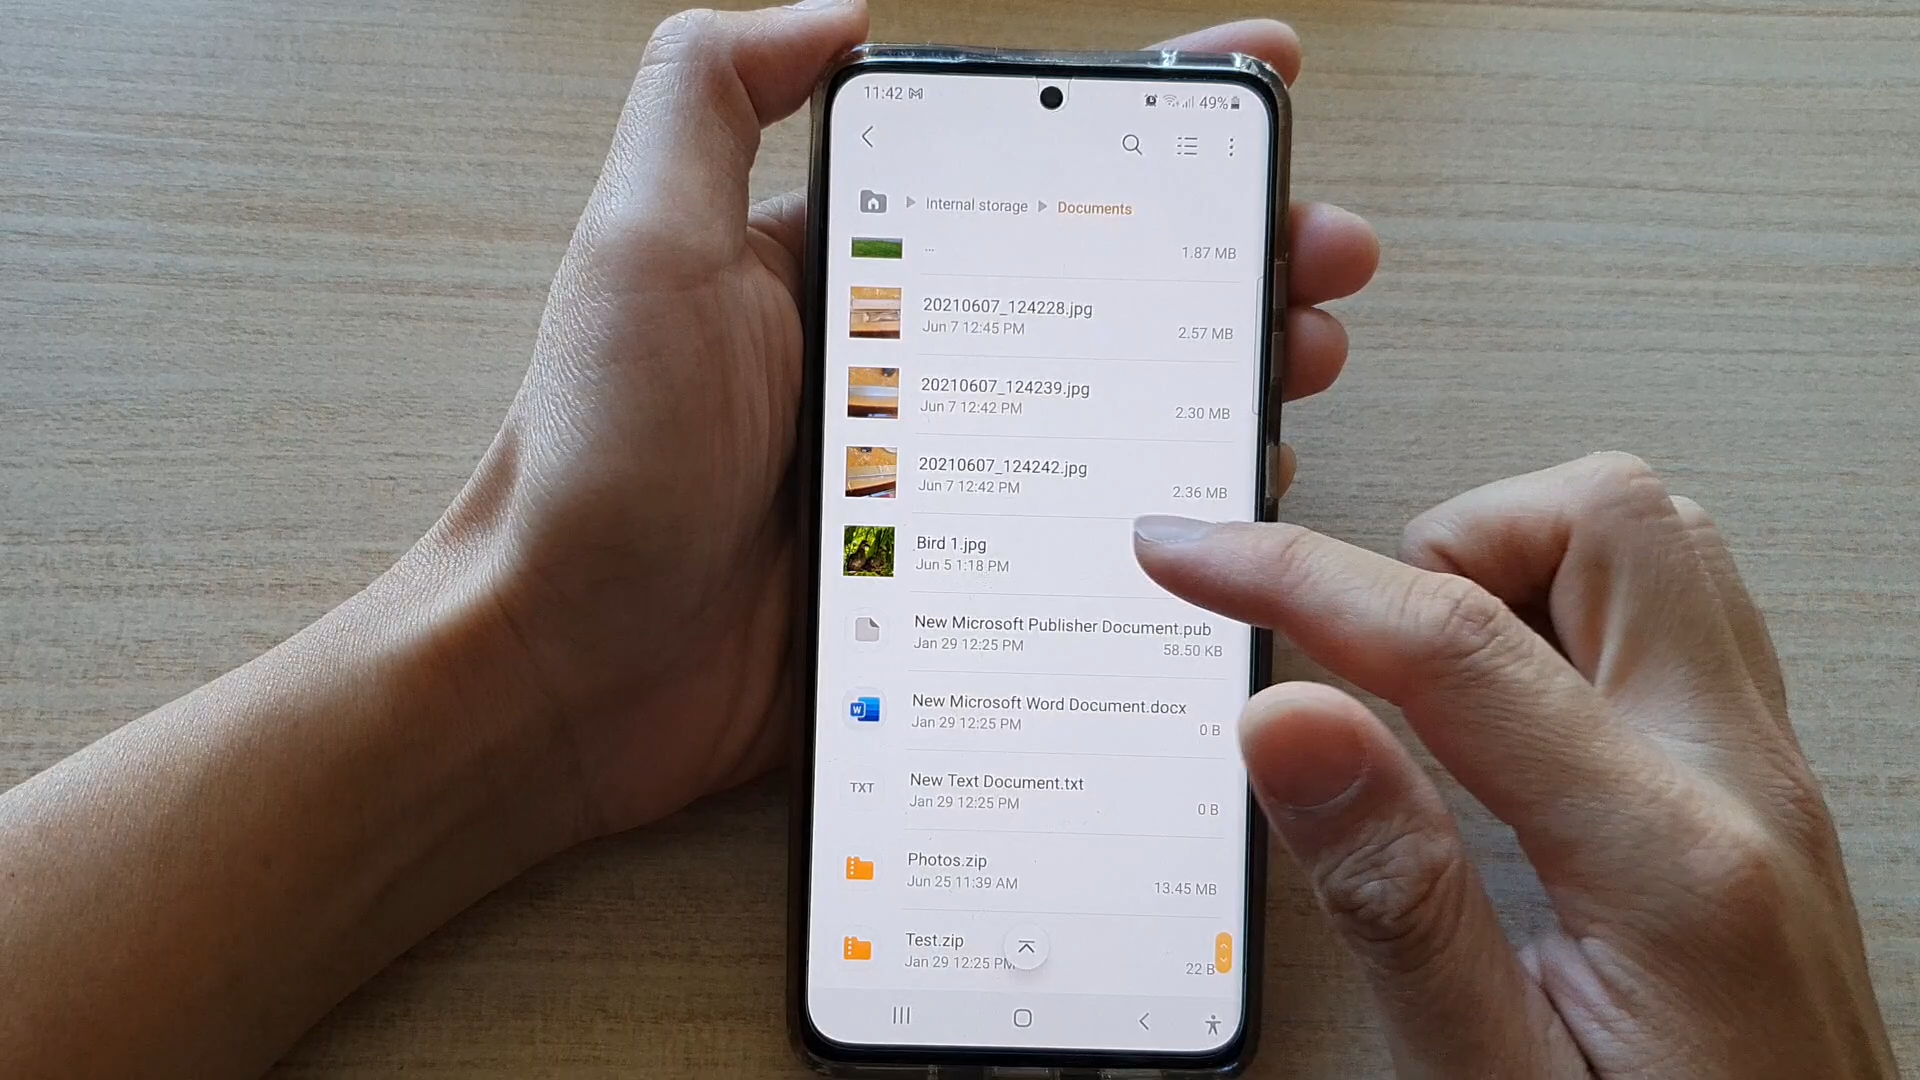 11:42
49%
Internal storage Documents
... 1.87 MB
20210607_124228.jpg
Jun 7 12:45 PM 2.57 MB
20210607_124239.jpg
Jun 7 12:42 PM 2.30 MB
20210607_124242.jpg
Jun 7 12:42 PM 2.36 MB
Bird 1.jpg
Jun 5 1:18 PM
New Microsoft Publisher Document.pub
Jan 29 12:25 PM 58.50 KB
New Microsoft Word Document.docx
Jan 29 12:25 PM 0 B
W
TXT
New Text Document.txt
Jan 29 12:25 PM 0 B
Photos.zip
Jun 25 11:39 AM 13.45 MB
Test.zip
Jan 29 12:25 PM 22 B